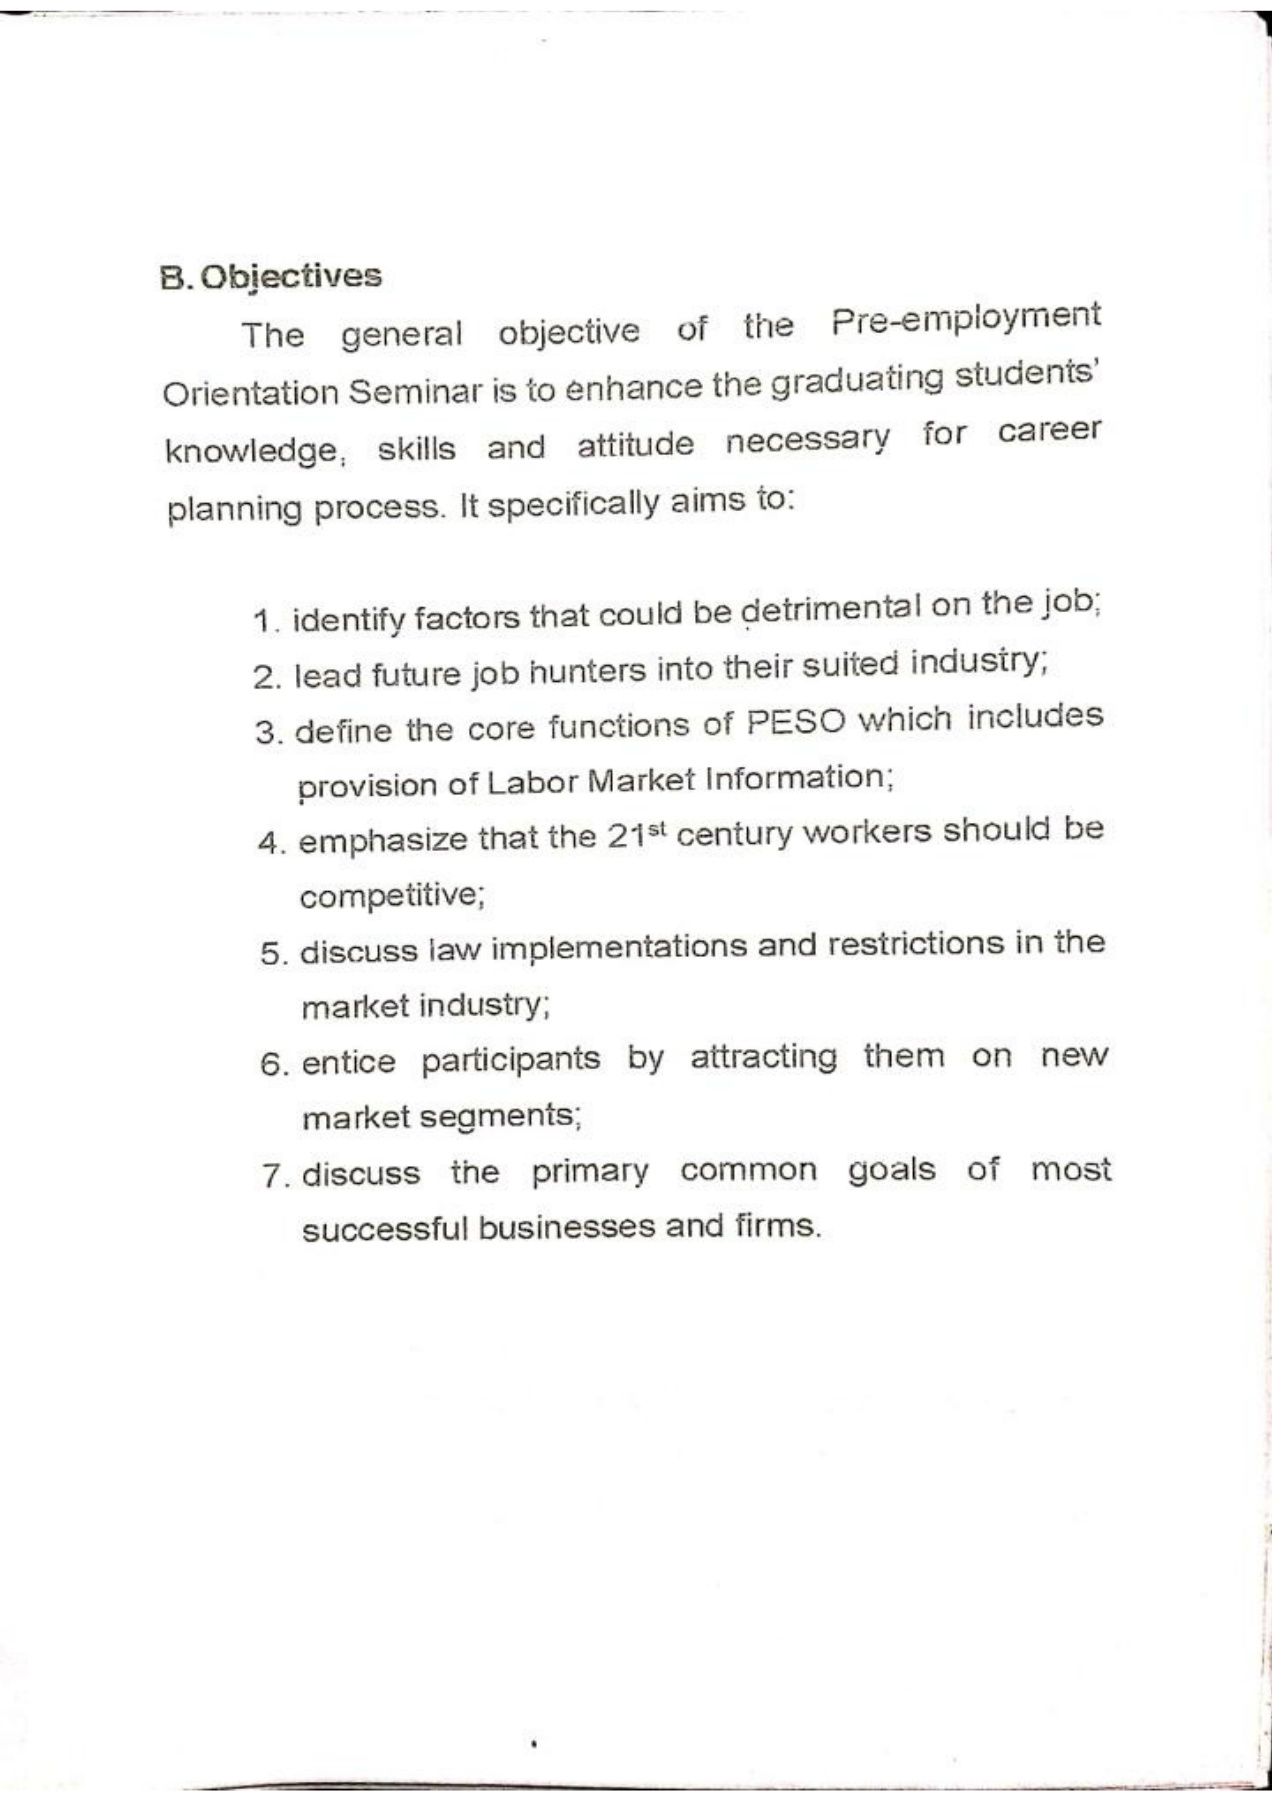 B. Objectives
The general objective of the Pre-employment
Orientation Seminar is to enhance the graduating students'
knowledge, skills and attitude necessary for career
planning process. It specifically aims to:
1. identify factors that could be detrimental on the job;
2. lead future job hunters into their suited industry;
3. define the core functions of PESO which includes
provision of Labor Market Information;
4. emphasize that the 21st century workers should be
competitive;
5. discuss law implementations and restrictions in the
market industry;
6. entice participants by attracting them on new
market segments;
7. discuss the primary common goals of most
successful businesses and firms.